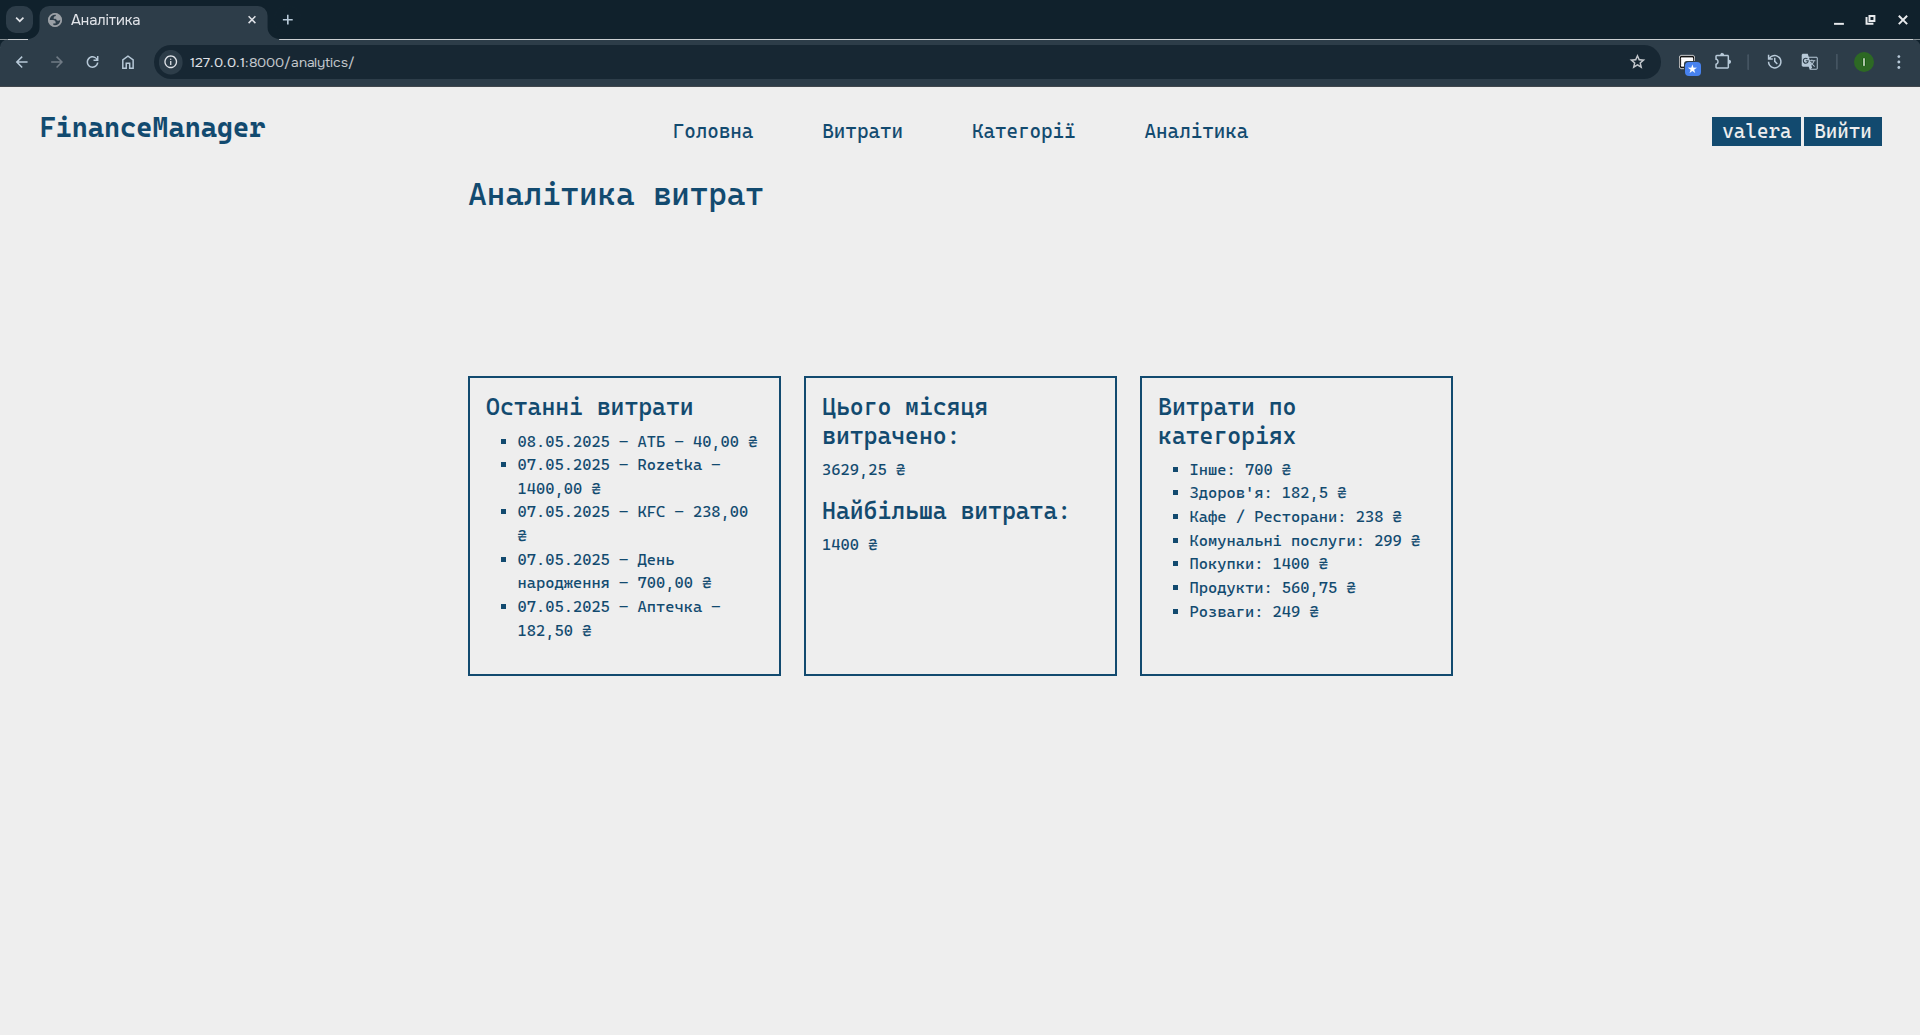 Аналітика
127.0.0.1:8000/analytics/
I
FinanceManager
Головна
Витрати
Категорії
Аналітика
valera
Вийти
Аналітика витрат
Останні витрати
08.05.2025 — АТБ — 40,00 ₴
07.05.2025 — Rozetka —
1400,00 ₴
07.05.2025 — KFC — 238,00
₴
07.05.2025 — День
народження — 700,00 ₴
07.05.2025 — Аптечка —
182,50 ₴
Цього місяця
витрачено:
3629,25 ₴
Найбільша витрата:
1400 ₴
Витрати по
категоріях
Інше: 700 ₴
Здоров'я: 182,5 ₴
Кафе / Ресторани: 238 ₴
Комунальні послуги: 299 ₴
Покупки: 1400 ₴
Продукти: 560,75 ₴
Розваги: 249 ₴